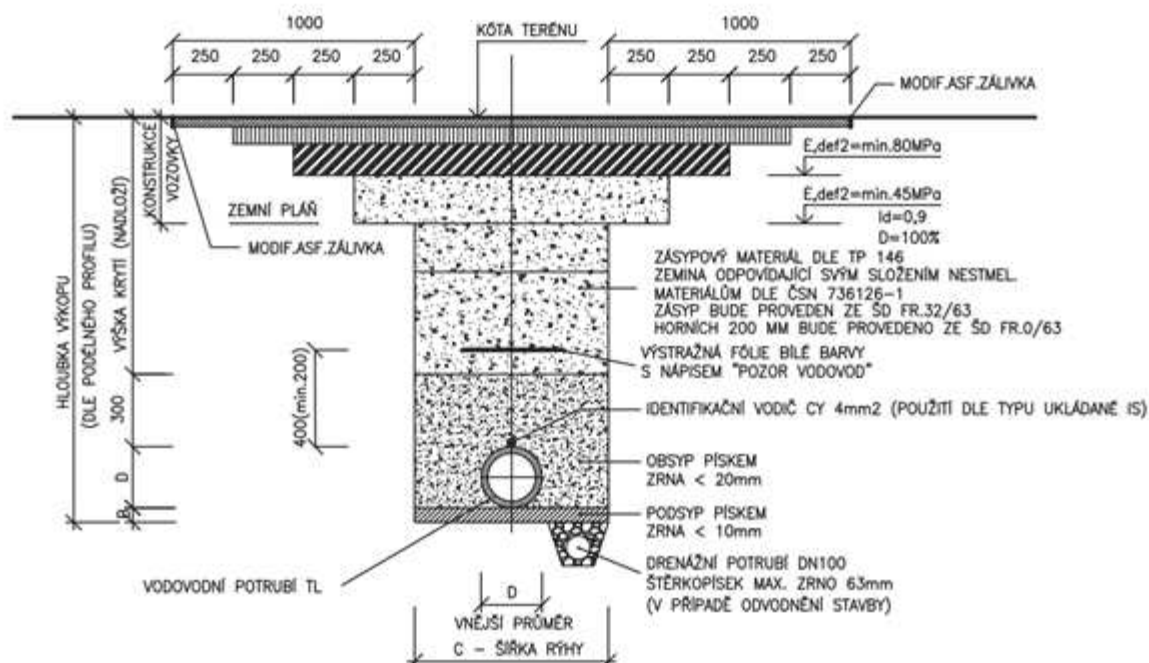 1000
KÓTA TERÉNU
1000
250 250 250 250
250 250 250 250
MODIF.ASF.ZÁLIVKA
KONSTRUKCE
VOZOVKY
E,def2=min.80MPa
E,def2=min.45MPa
Id=0,9
D=100%
ZEMNÍ PLÁŇ
MODIF.ASF.ZÁLIVKA
HLOUBKA VÝKOPU
(DLE PODÉLNÉHO PROFILU)
VÝŠKA KRYTÍ (NADLOŽÍ)
300
D
ZÁSYPOVÝ MATERIÁL DLE TP 146
ZEMINA ODPOVÍDAJÍCÍ SVÝM SLOŽENÍM NESTMEL.
MATERIÁLŮM DLE ČSN 736126-1
ZÁSYP BUDE PROVEDEN ZE ŠD FR.32/63
HORNÍCH 200 MM BUDE PROVEDENO ZE ŠD FR.0/63
VÝSTRAŽNÁ FÓLIE BÍLÉ BARVY
S NÁPISEM "POZOR VODOVOD"
400(min.200)
IDENTIFIKAČNÍ VODIČ CY 4mm2 (POUŽITÍ DLE TYPU UKLÁDANÉ IS)
OBSYP PÍSKEM
ZRNA < 20mm
PODSYP PÍSKEM
ZRNA < 10mm
DRENÁŽNÍ POTRUBÍ DN100
ŠTĚRKOPÍSEK MAX. ZRNO 63mm
(V PŘÍPADĚ ODVODNĚNÍ STAVBY)
VODOVODNÍ POTRUBÍ TL
D
VNĚJŠÍ PRŮMĚR
C - ŠÍŘKA RÝHY